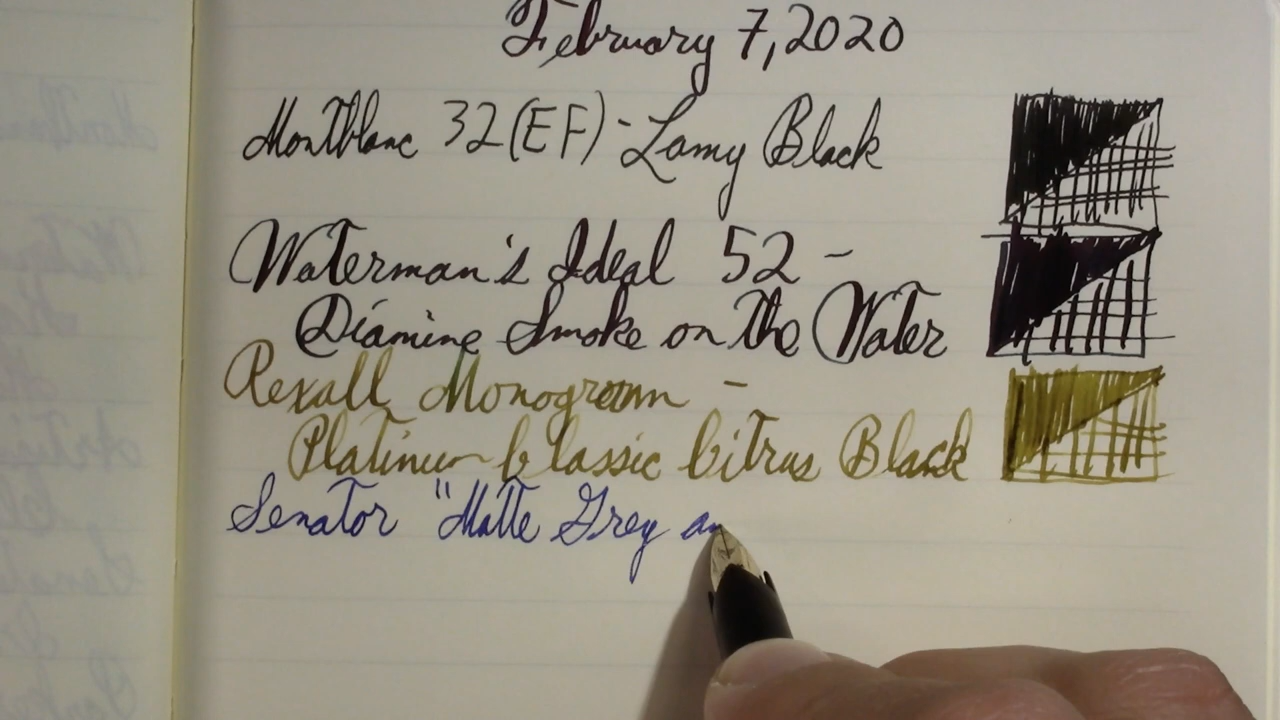 February 7, 2020
Montblanc 32 (EF) - Lamy Black
Waterman's Ideal 52 -
Diamine Smoke on the Water
Rexall Monogram -
Platinum Classic Citrus Black
Senator "Matte Grey an